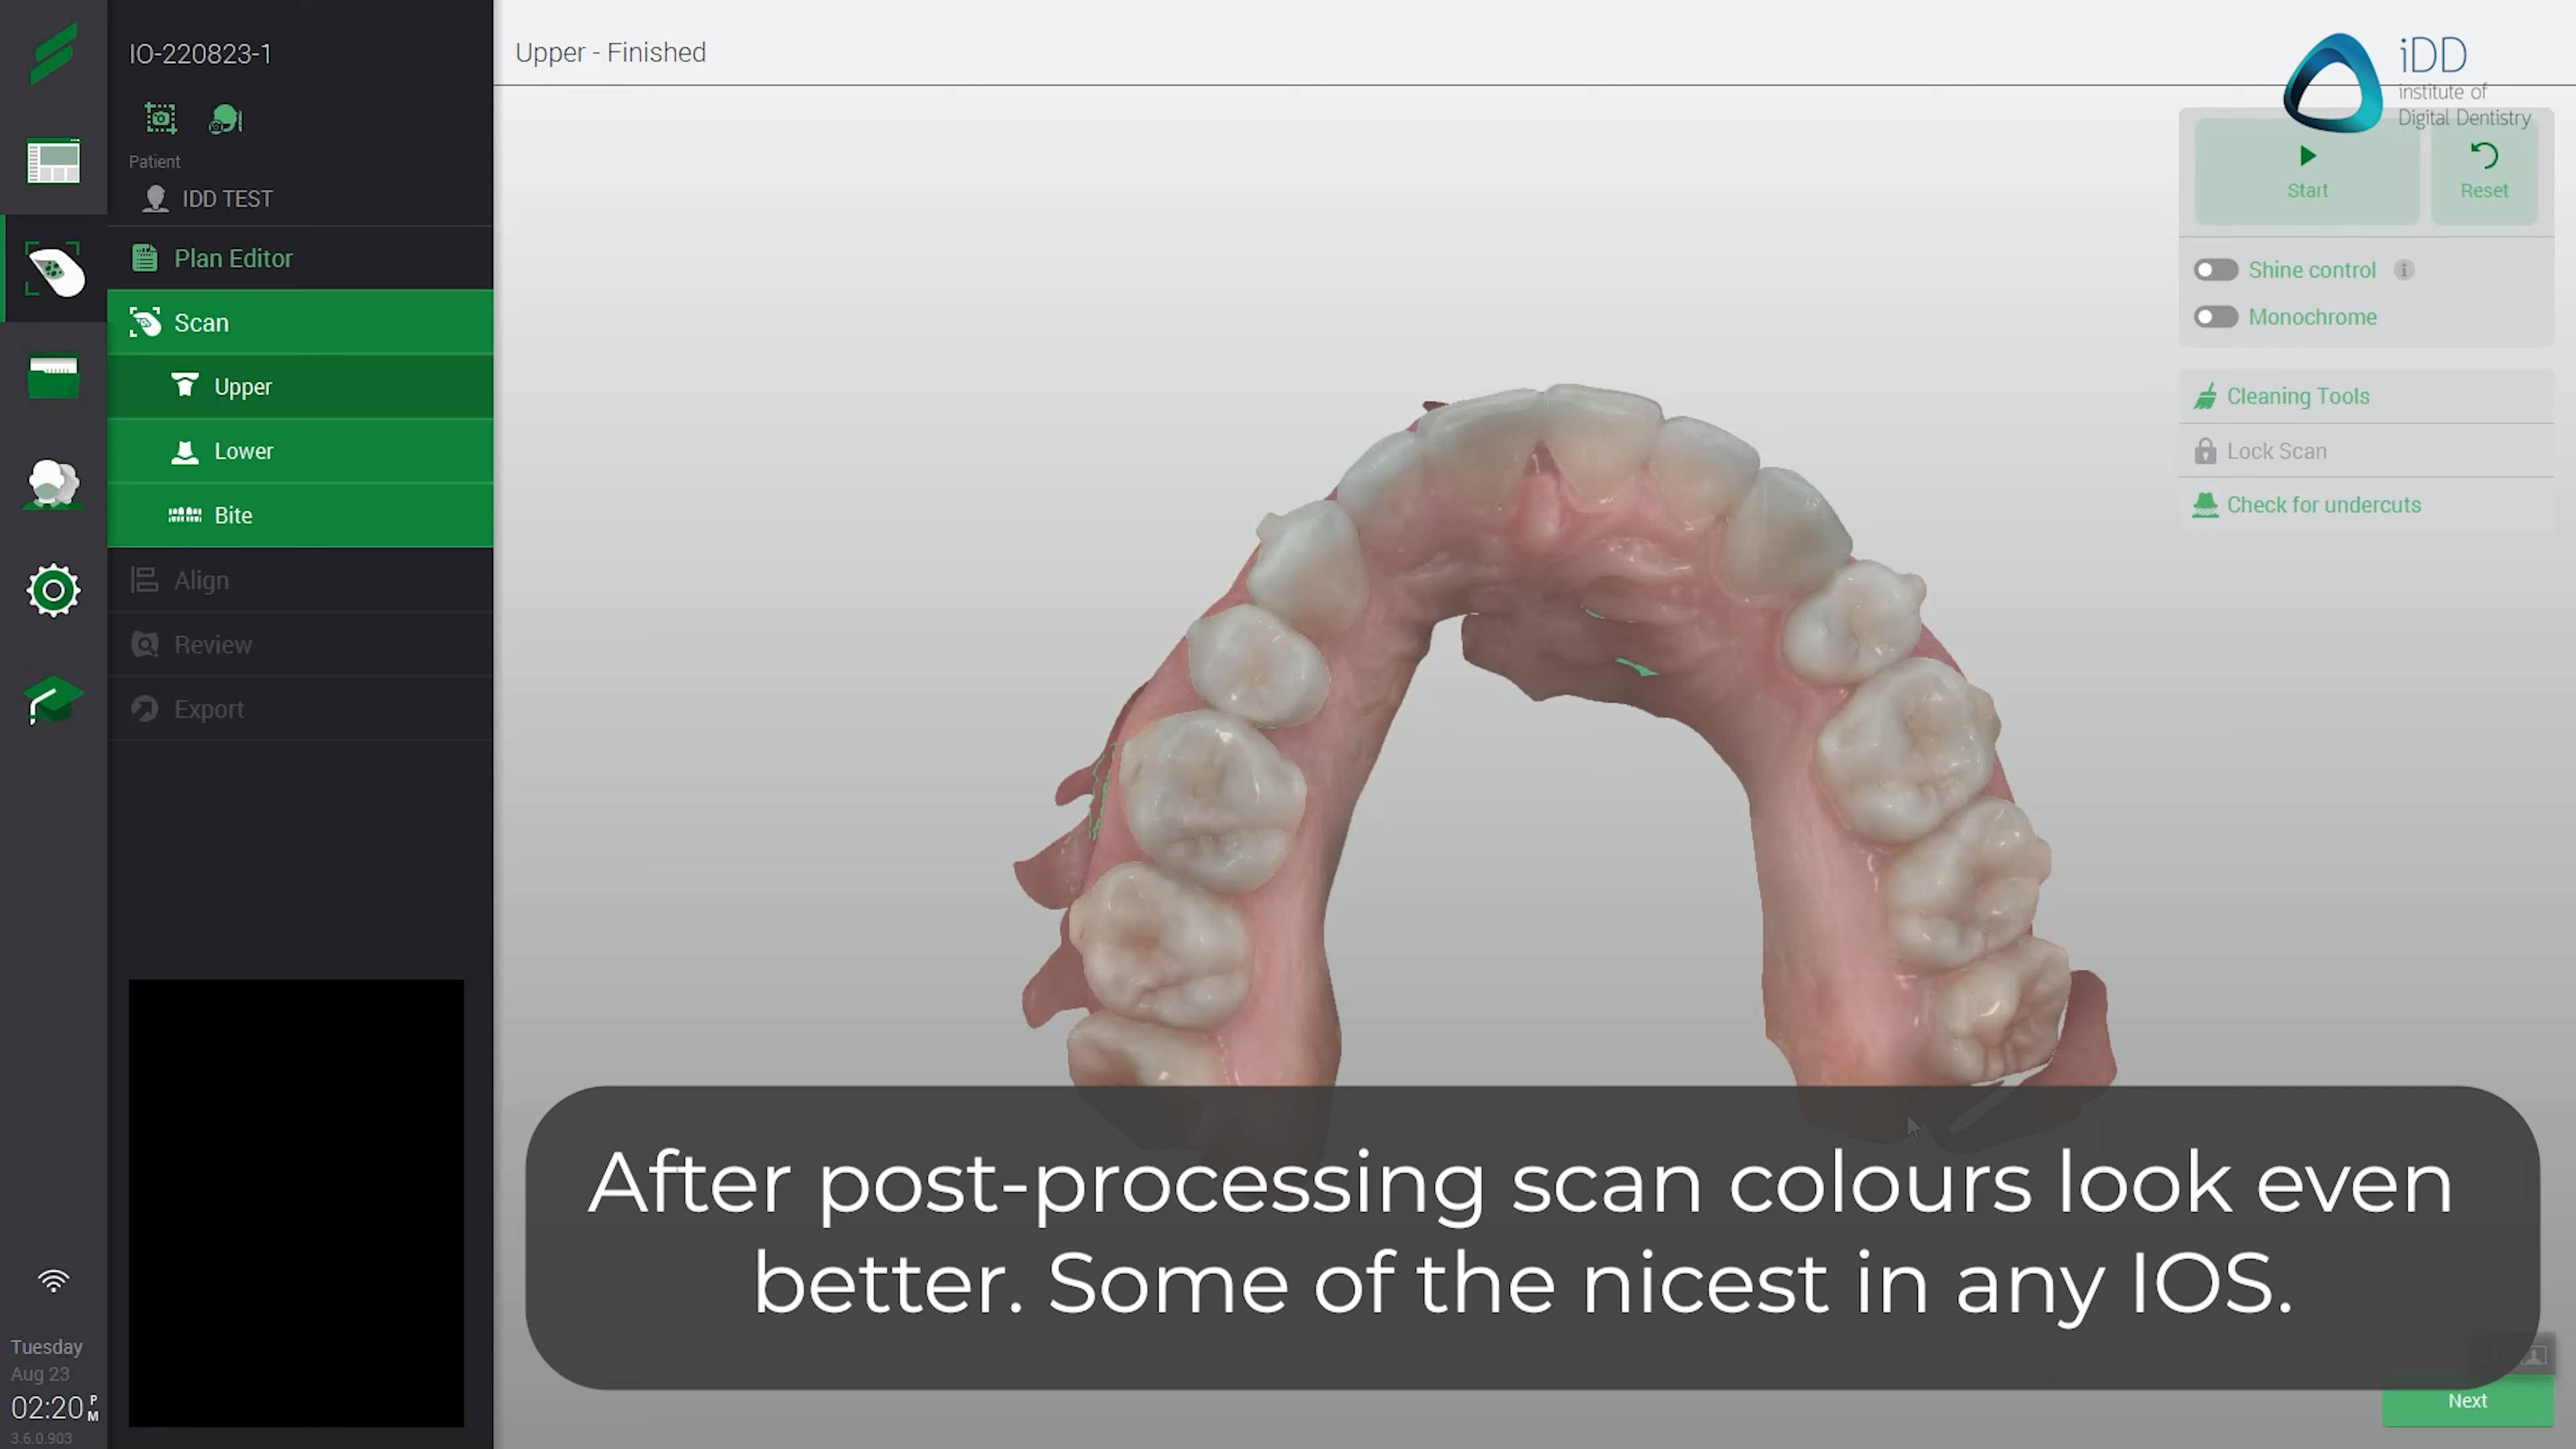 IO-220823-1
Patient
IDD TEST
Plan Editor
Scan
Upper
Lower
Bite
Align
Review
Export
Tuesday
Aug 23
02:20 PM
3.6.0.903
Upper - Finished
iDD
institute of
Digital Dentistry
Start
Reset
Shine control
Monochrome
Cleaning Tools
Lock Scan
Check for undercuts
After post-processing scan colours look even
better. Some of the nicest in any IOS.
Next